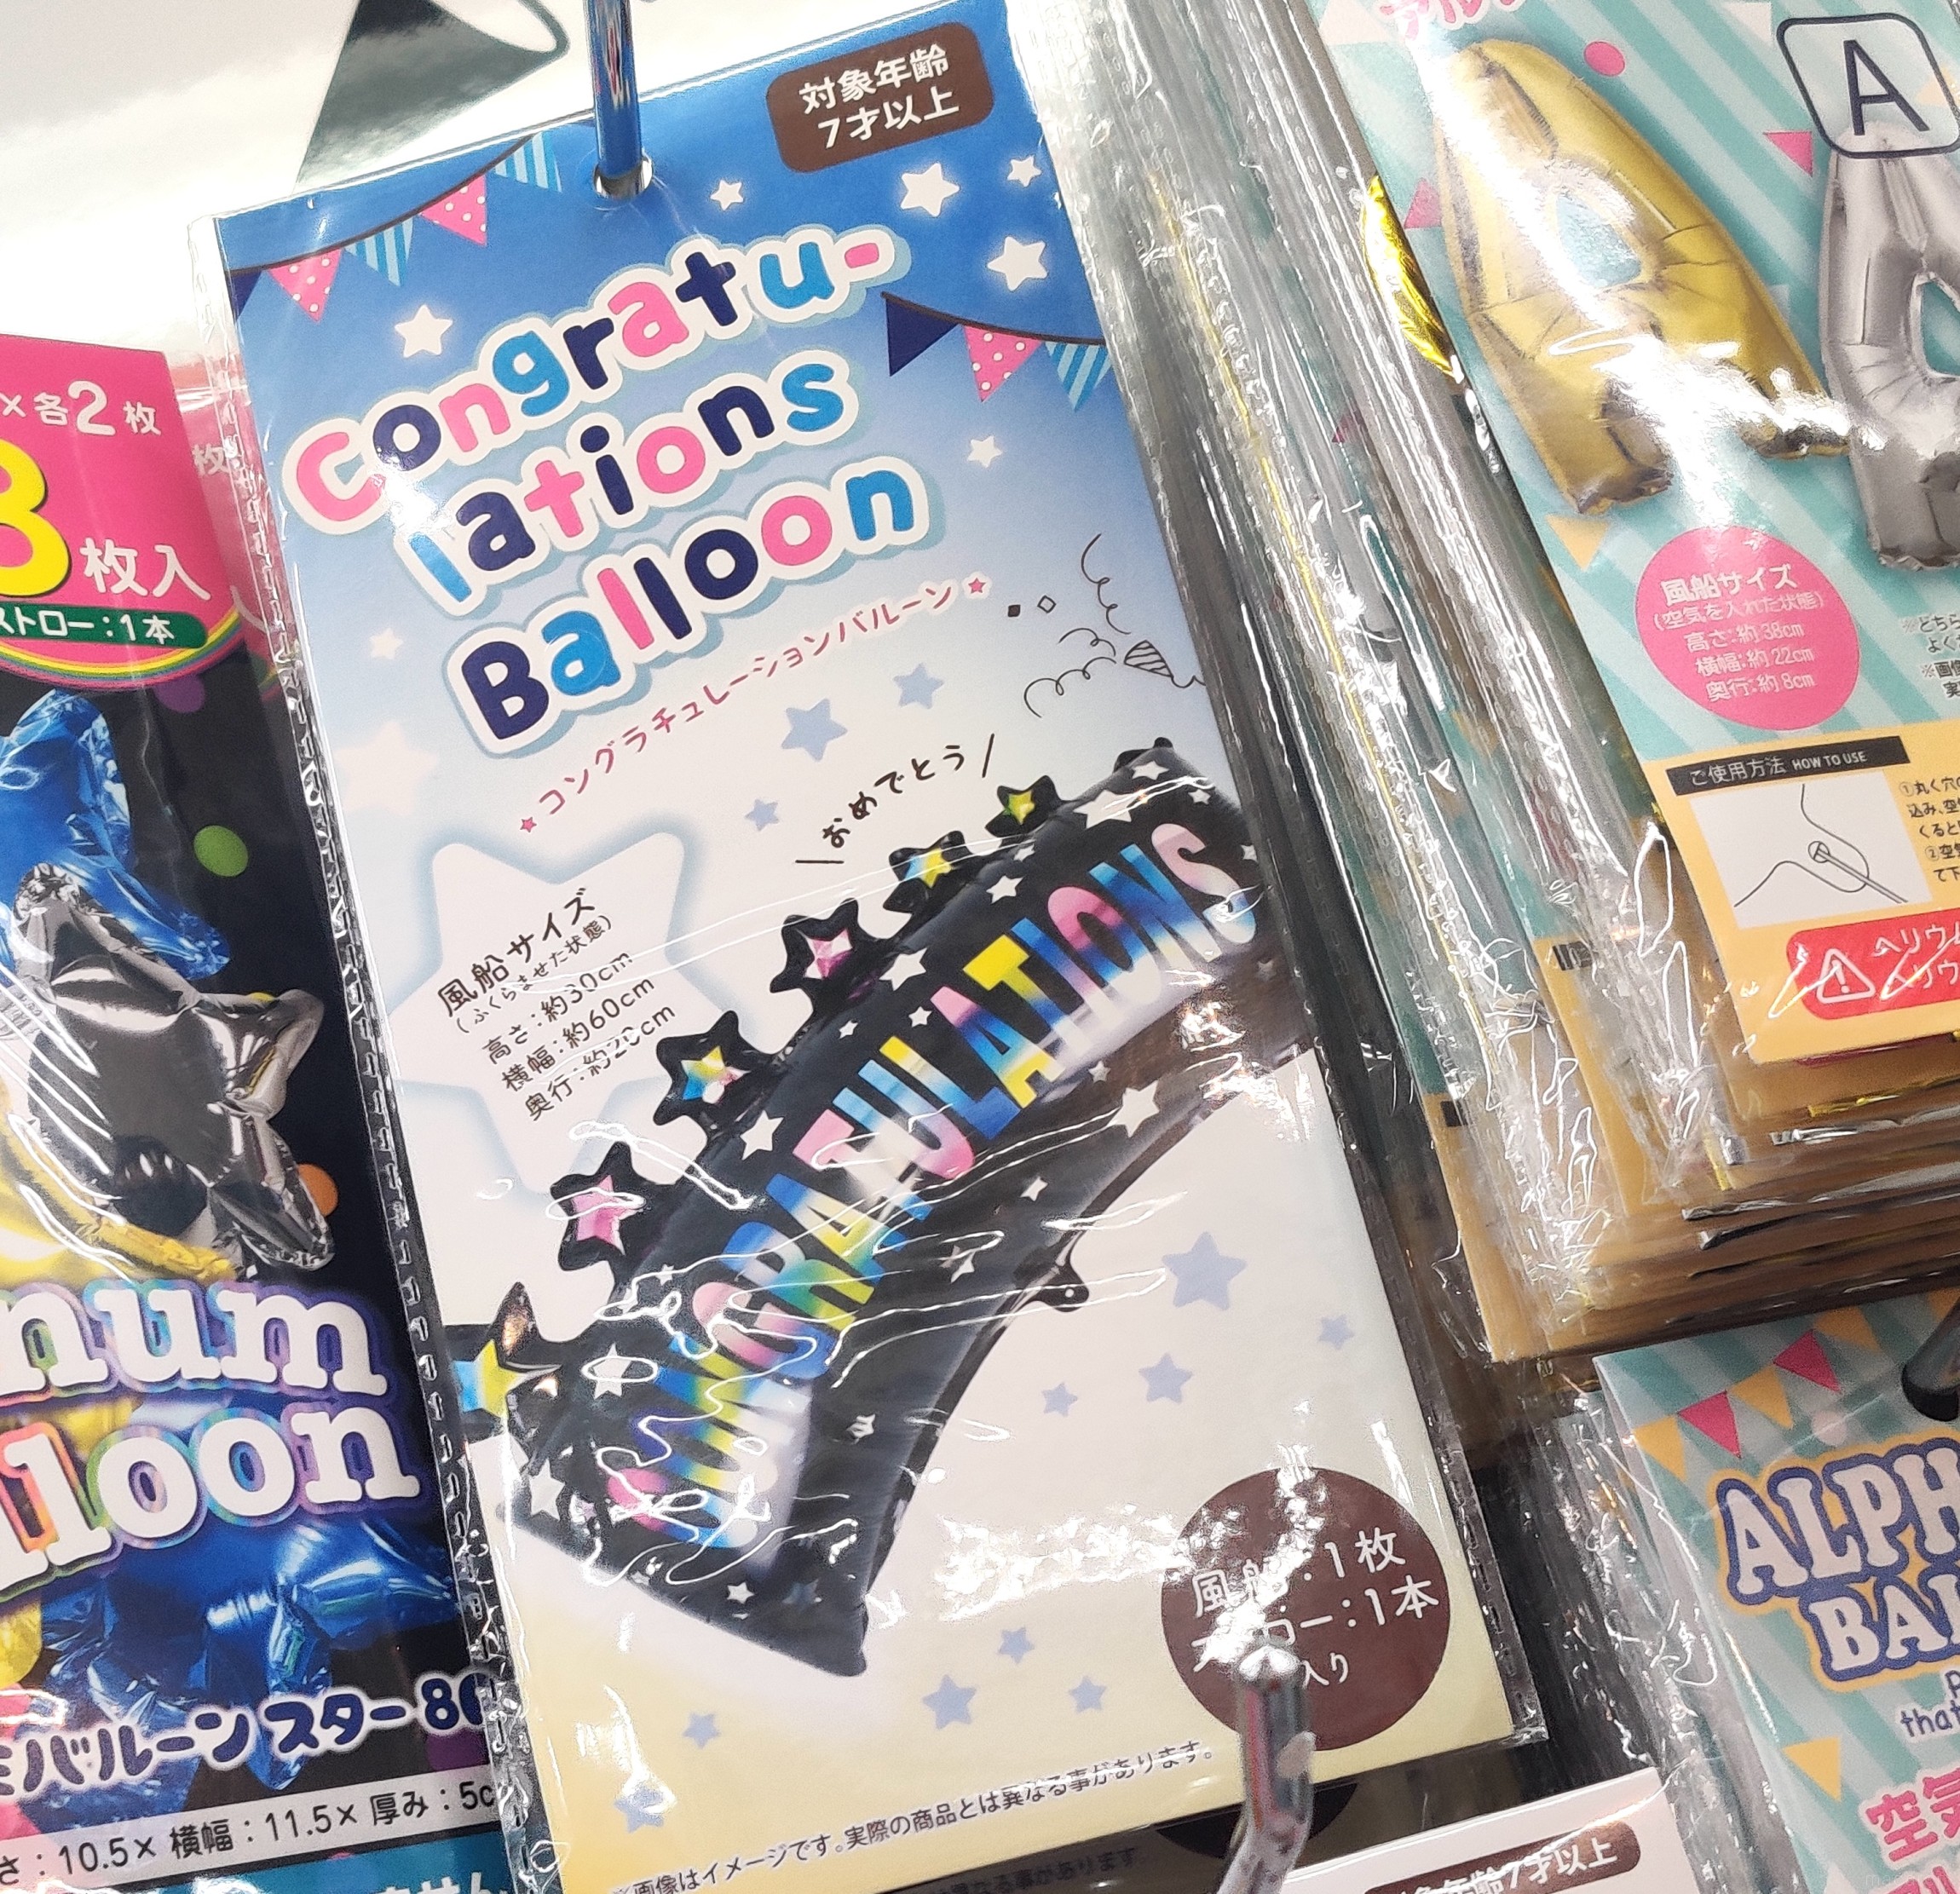 対象年齢
7才以上
Congratu-
lations
Balloon
コングラチュレーションバルーン
おめでとう
風船サイズ
(ふくらませた状態)
高さ:約30cm
横幅:約60cm
奥行:約20cm
CONGRATULATIONS
風船:1枚
ストロー:1本
入り
※画像はイメージです。実際の商品とは異なる事があります。
×各2枚
8枚入
ストロー:1本
スター
10.5× 横幅:11.5× 厚み:5c
A
風船サイズ
(空気を入れた状態)
高さ:約38cm
横幅:約22cm
奥行:約8cm
ご使用方法 HOW TO USE
ALPH
BA
対象年齢7才以上